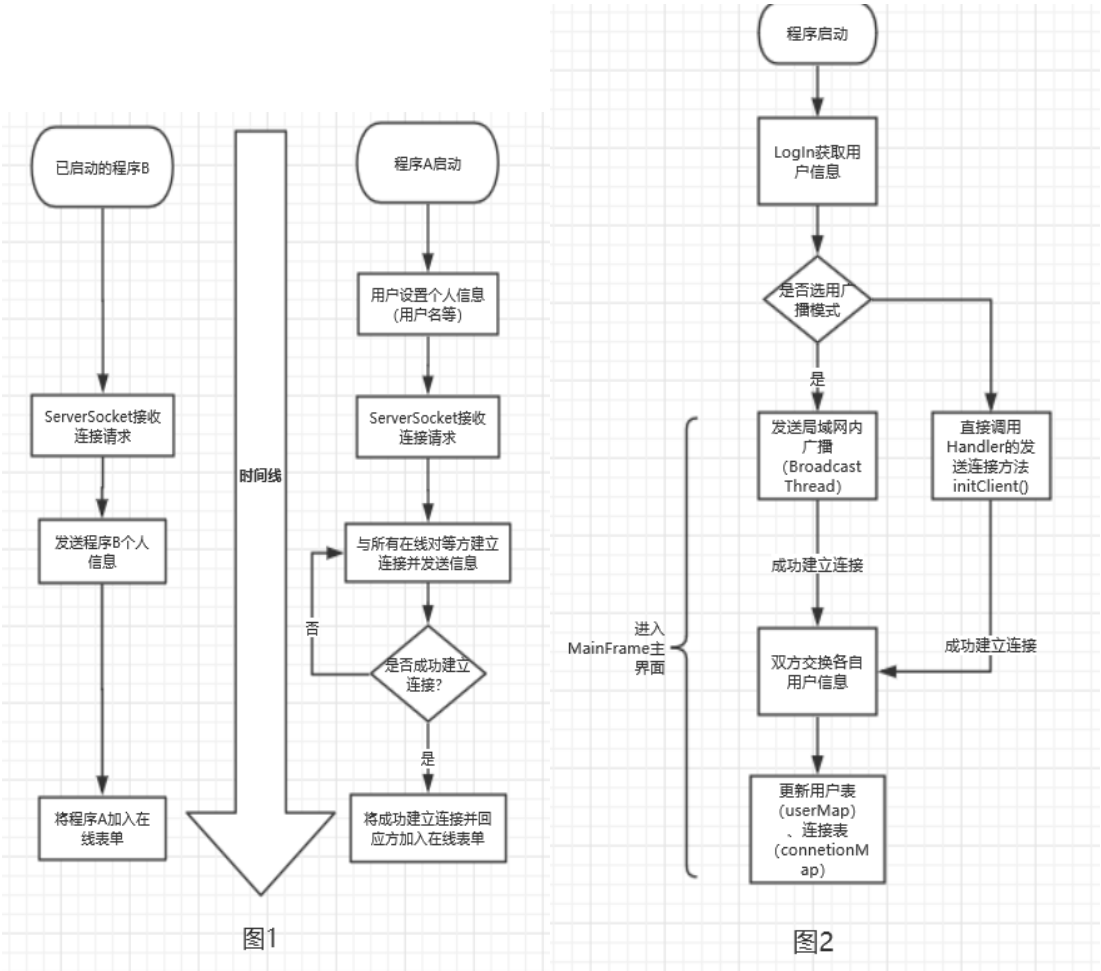 已启动的程序B
ServerSocket接收
连接请求
发送程序B个人
信息
将程序A加入在
线表单
时间线
程序A启动
用户设置个人信息
(用户名等)
ServerSocket接收
连接请求
与所有在线对等方建立
连接并发送信息
否
是否成功建立
连接?
是
将成功建立连接并回
应方加入在线表单
图1
程序启动
LogIn获取用
户信息
是否选用广
播模式
是
发送局域网内
广播
(Broadcast
Thread)
直接调用
Handler的发
送连接方法
initClient()
成功建立连接
成功建立连接
进入
MainFrame主
界面
双方交换各自
用户信息
更新用户表
(userMap)
、连接表
(connetionM
ap)
图2